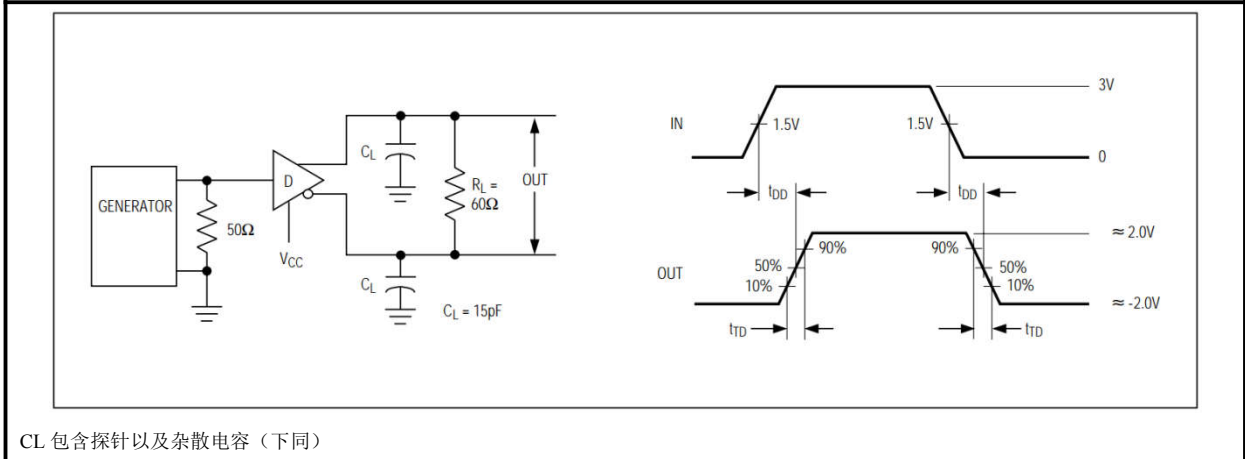 GENERATOR
50Ω
D
VCC
CL
CL
CL = 15pF
RL =
60Ω
OUT
IN
1.5V
1.5V
3V
0
tDD
tDD
OUT
90%
50%
10%
90%
50%
10%
≈ 2.0V
≈ -2.0V
tTD
tTD
CL 包含探针以及杂散电容（下同）